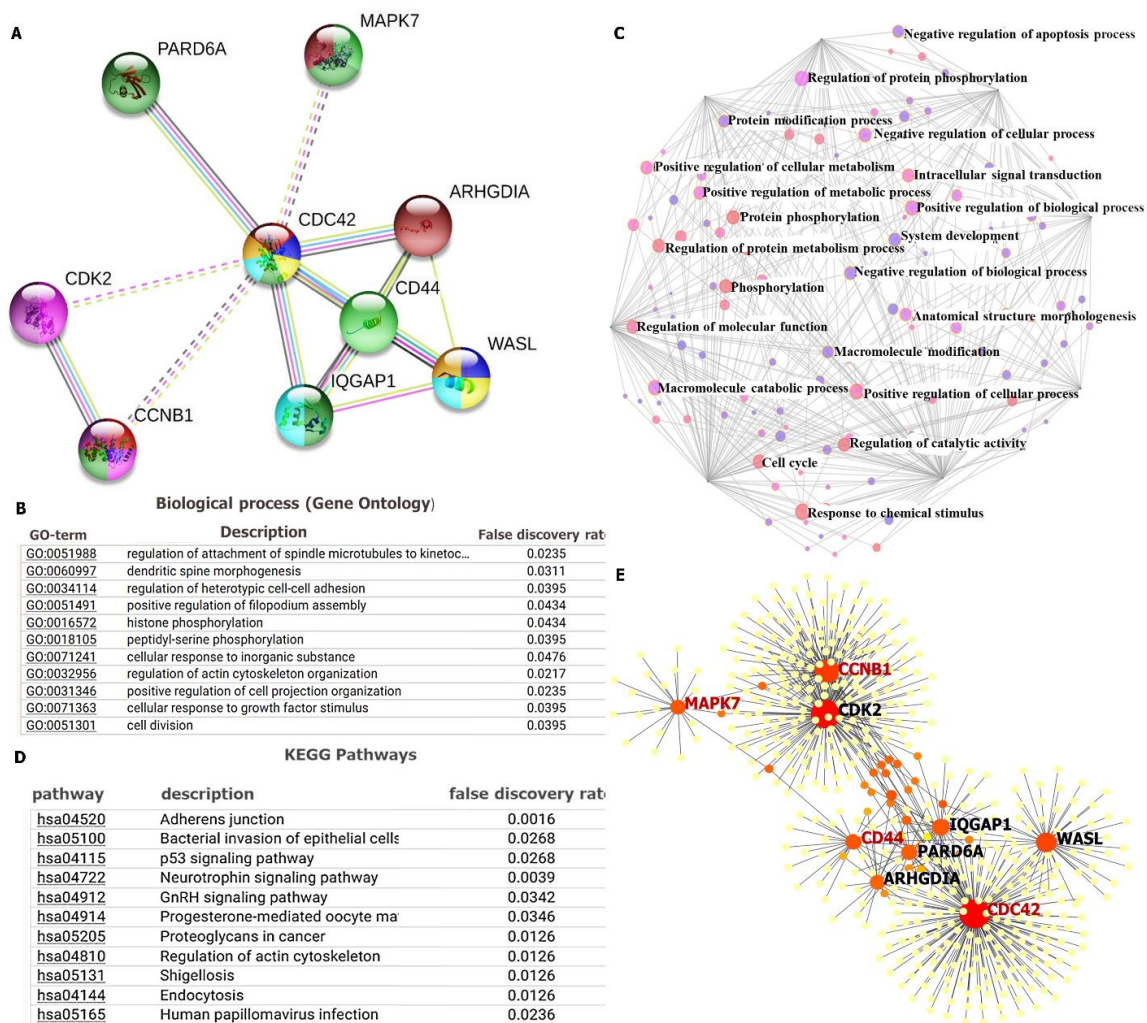 A
MAPK7
PARD6A
ARHGDIA
CDC42
CDK2
CD44
WASL
IQGAP1
CCNB1
B
Biological process (Gene Ontology)
GO-term Description False discovery rate
GO:0051988 regulation of attachment of spindle microtubules to kinetoc... 0.0235
GO:0060997 dendritic spine morphogenesis 0.0311
GO:0034114 regulation of heterotypic cell-cell adhesion 0.0395
GO:0051491 positive regulation of filopodium assembly 0.0434
GO:0016572 histone phosphorylation 0.0434
GO:0018105 peptidyl-serine phosphorylation 0.0395
GO:0071241 cellular response to inorganic substance 0.0476
GO:0032956 regulation of actin cytoskeleton organization 0.0217
GO:0031346 positive regulation of cell projection organization 0.0235
GO:0071363 cellular response to growth factor stimulus 0.0395
GO:0051301 cell division 0.0395
C
Negative regulation of apoptosis process
Regulation of protein phosphorylation
Protein modification process
Negative regulation of cellular process
Positive regulation of cellular metabolism
Intracellular signal transduction
Positive regulation of metabolic process
Positive regulation of biological process
Protein phosphorylation
System development
Regulation of protein metabolism process
Negative regulation of biological process
Phosphorylation
Anatomical structure morphologenesis
Regulation of molecular function
Macromolecule modification
Macromolecule catabolic process
Positive regulation of cellular process
Regulation of catalytic activity
Cell cycle
Response to chemical stimulus
D
KEGG Pathways
pathway description false discovery rate
hsa04520 Adherens junction 0.0016
hsa05100 Bacterial invasion of epithelial cells 0.0268
hsa04115 p53 signaling pathway 0.0268
hsa04722 Neurotrophin signaling pathway 0.0039
hsa04912 GnRH signaling pathway 0.0342
hsa04914 Progesterone-mediated oocyte ma 0.0346
hsa05205 Proteoglycans in cancer 0.0126
hsa04810 Regulation of actin cytoskeleton 0.0126
hsa05131 Shigellosis 0.0126
hsa04144 Endocytosis 0.0126
hsa05165 Human papillomavirus infection 0.0236
E
CCNB1
MAPK7
CDK2
IQGAP1
CD44
WASL
PARD6A
ARHGDIA
CDC42